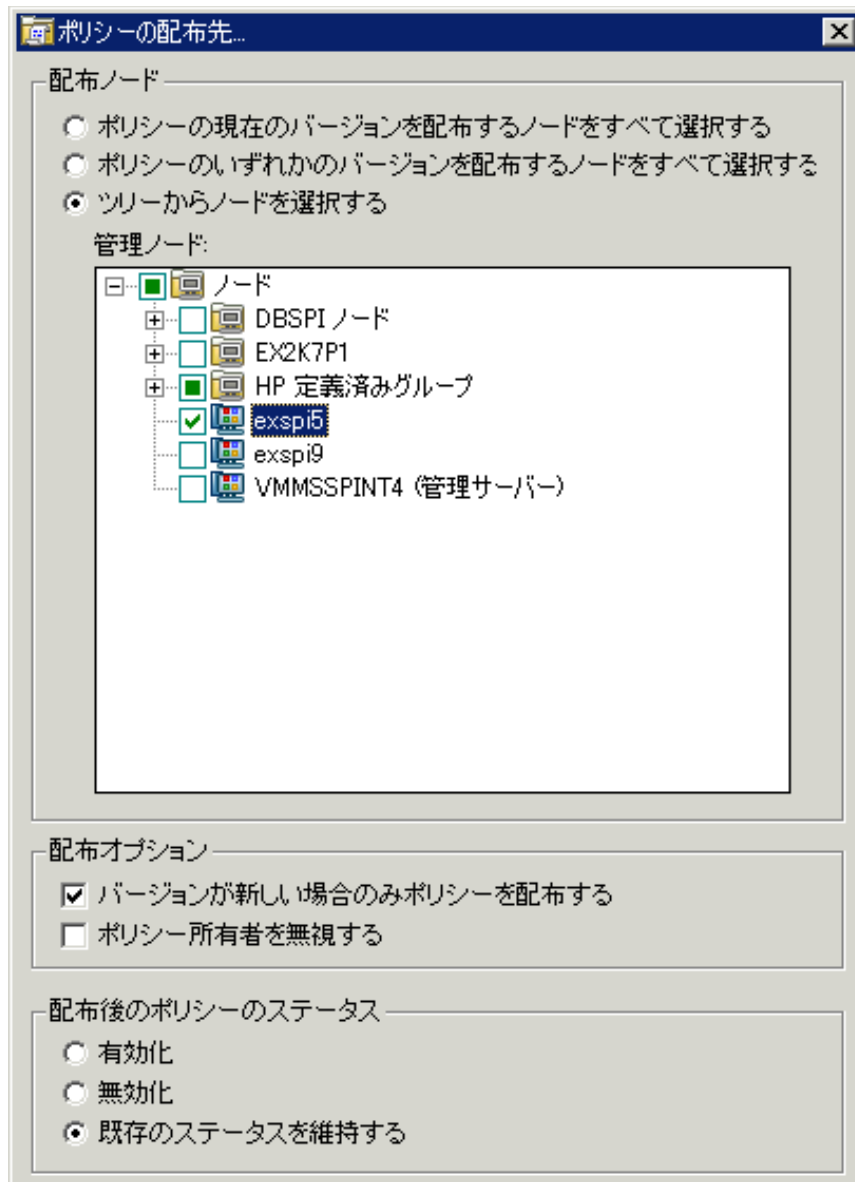 ポリシーの配布先...
配布ノード
ポリシーの現在のバージョンを配布するノードをすべて選択する
ポリシーのいずれかのバージョンを配布するノードをすべて選択する
ツリーからノードを選択する
管理ノード:
ノード
DBSPI ノード
EX2K7P1
HP 定義済みグループ
exspi5
exspi9
VMMSSPINT4 (管理サーバー)
配布オプション
バージョンが新しい場合のみポリシーを配布する
ポリシー所有者を無視する
配布後のポリシーのステータス
有効化
無効化
既存のステータスを維持する